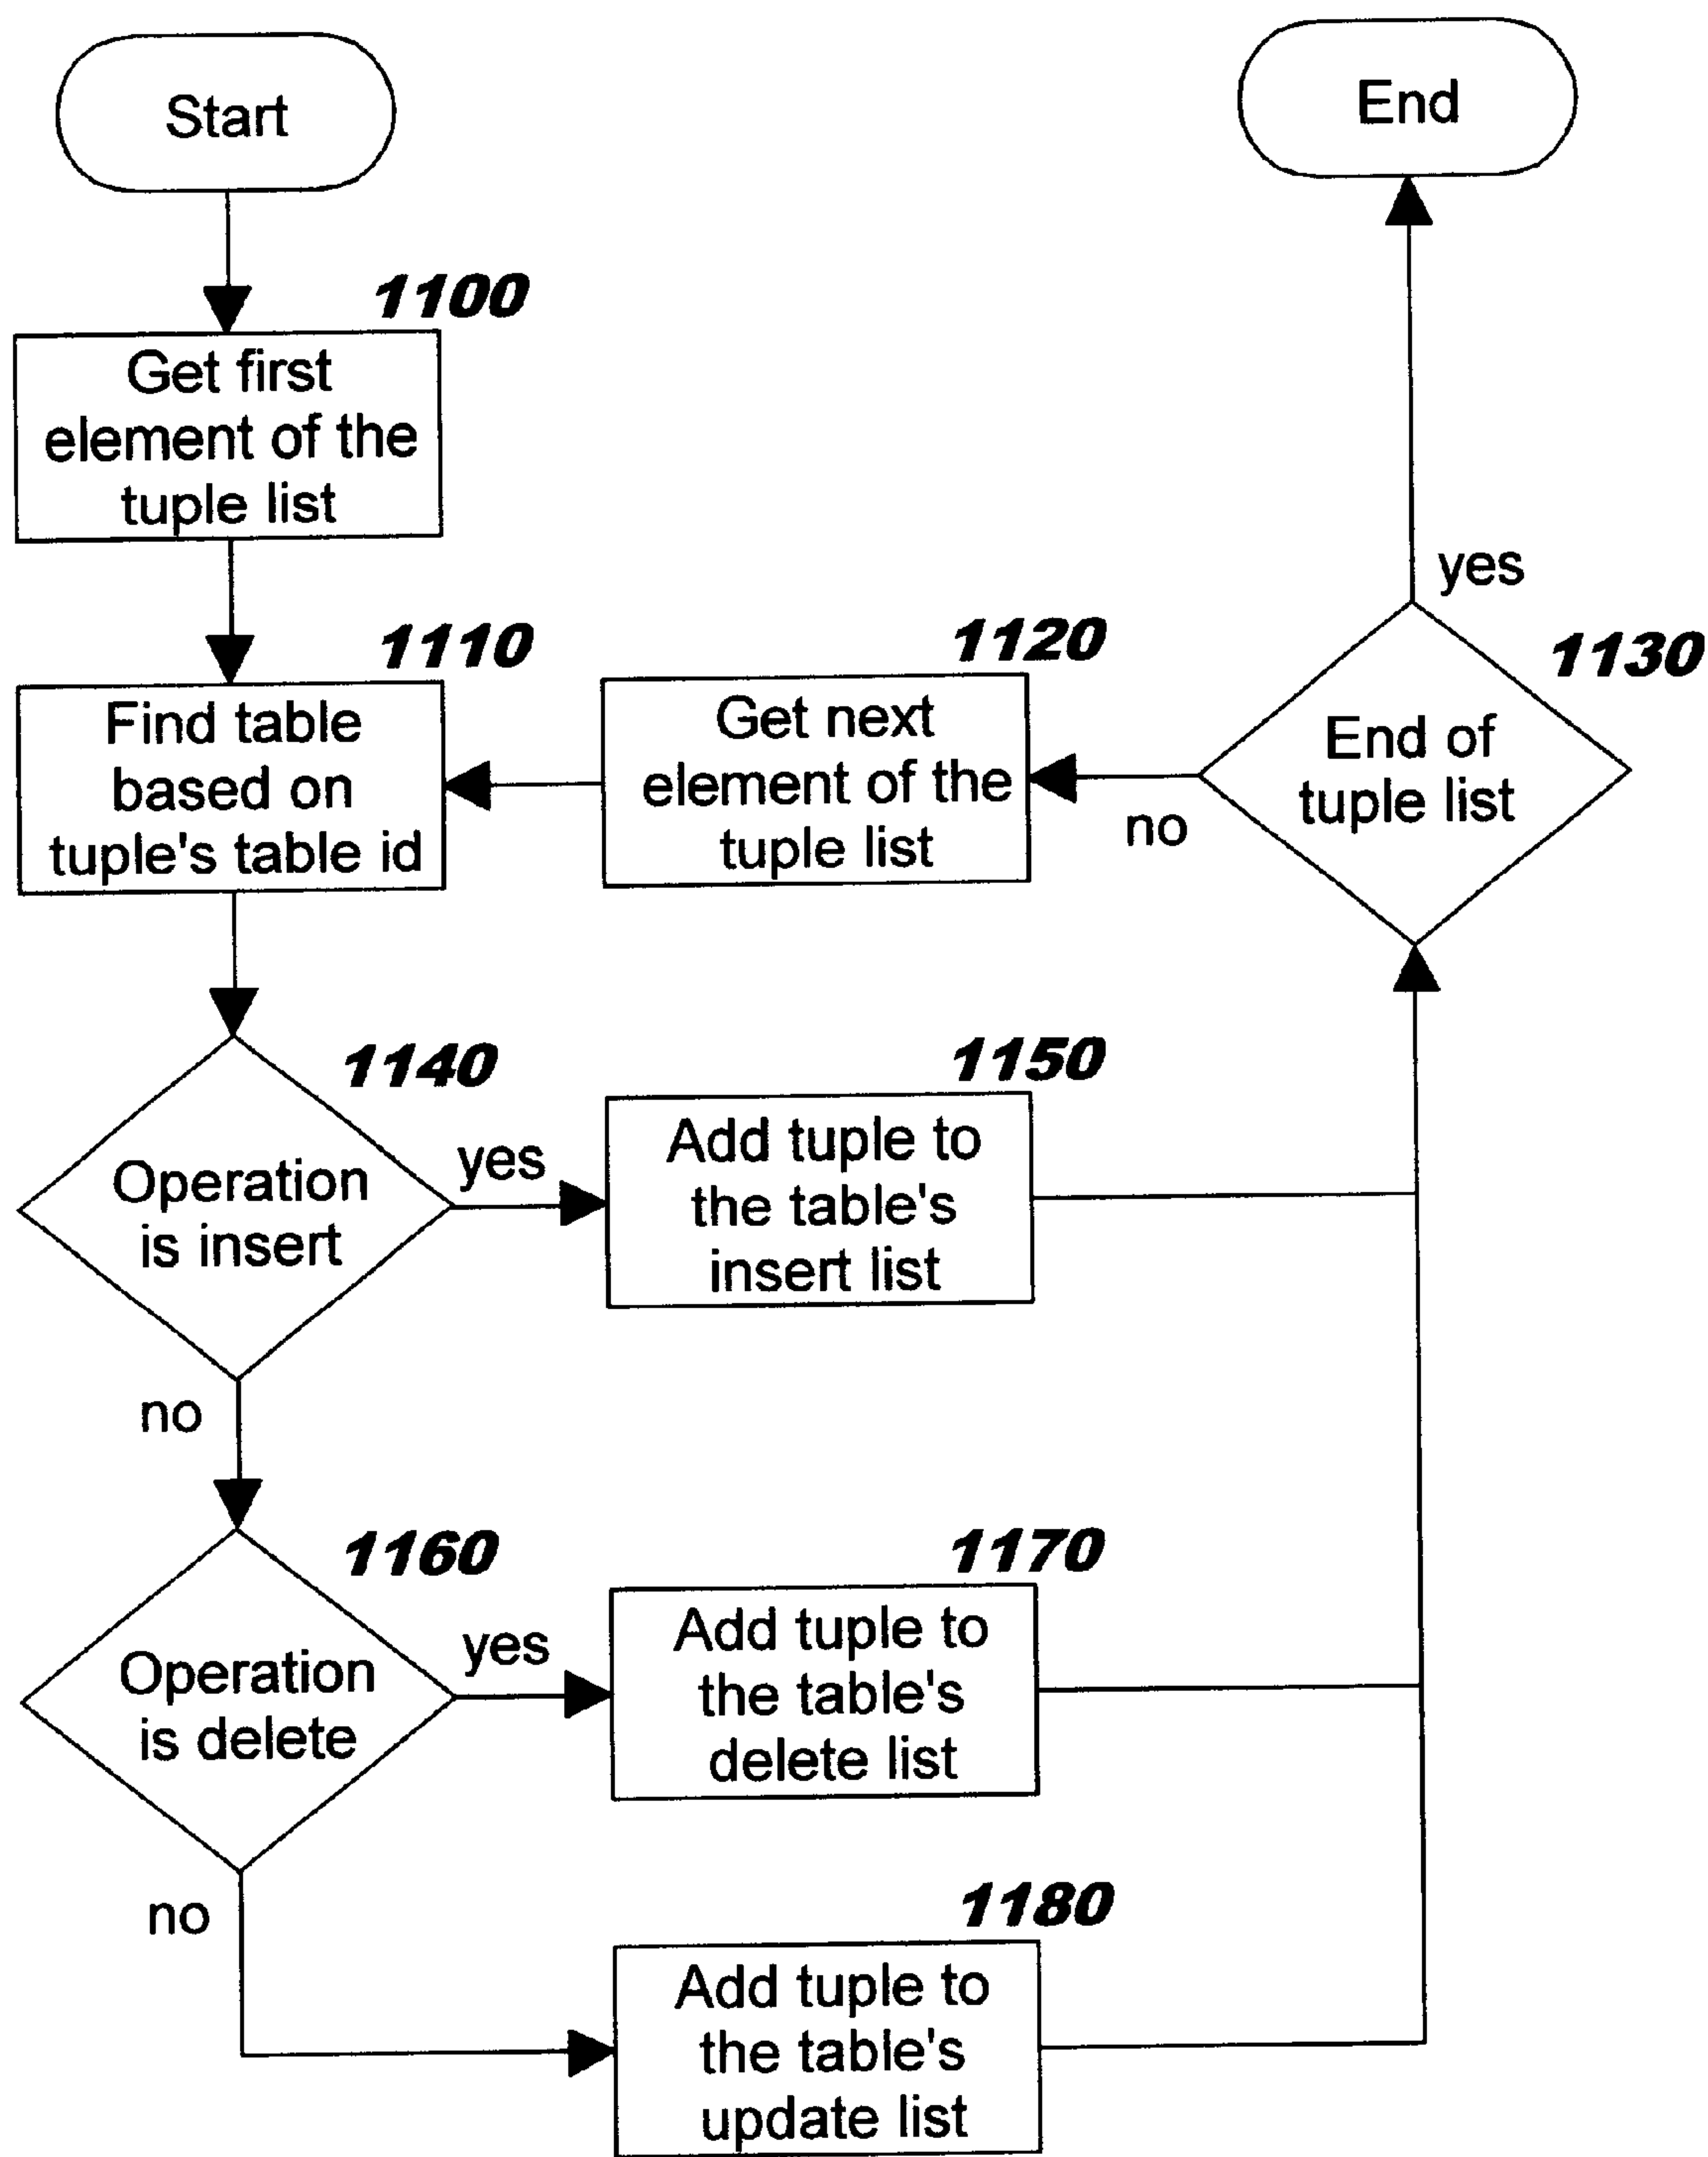 Start
End
1100
Get first
element of the
tuple list
yes
1110
Find table
based on
tuple's table id
1120
Get next
element of the
tuple list
no
1130
End of
tuple list
1140
Operation
is insert
yes
1150
Add tuple to
the table's
insert list
no
1160
Operation
is delete
yes
1170
Add tuple to
the table's
delete list
no
1180
Add tuple to
the table's
update list